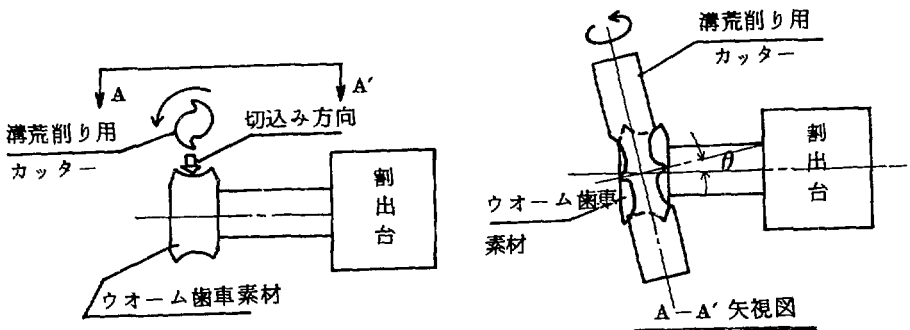 A
A′
溝荒削り用
カッター
切込み方向
割出台
ウオーム歯車素材
溝荒削り用
カッター
θ
割出台
ウオーム歯車
素材
A-A′ 矢視図